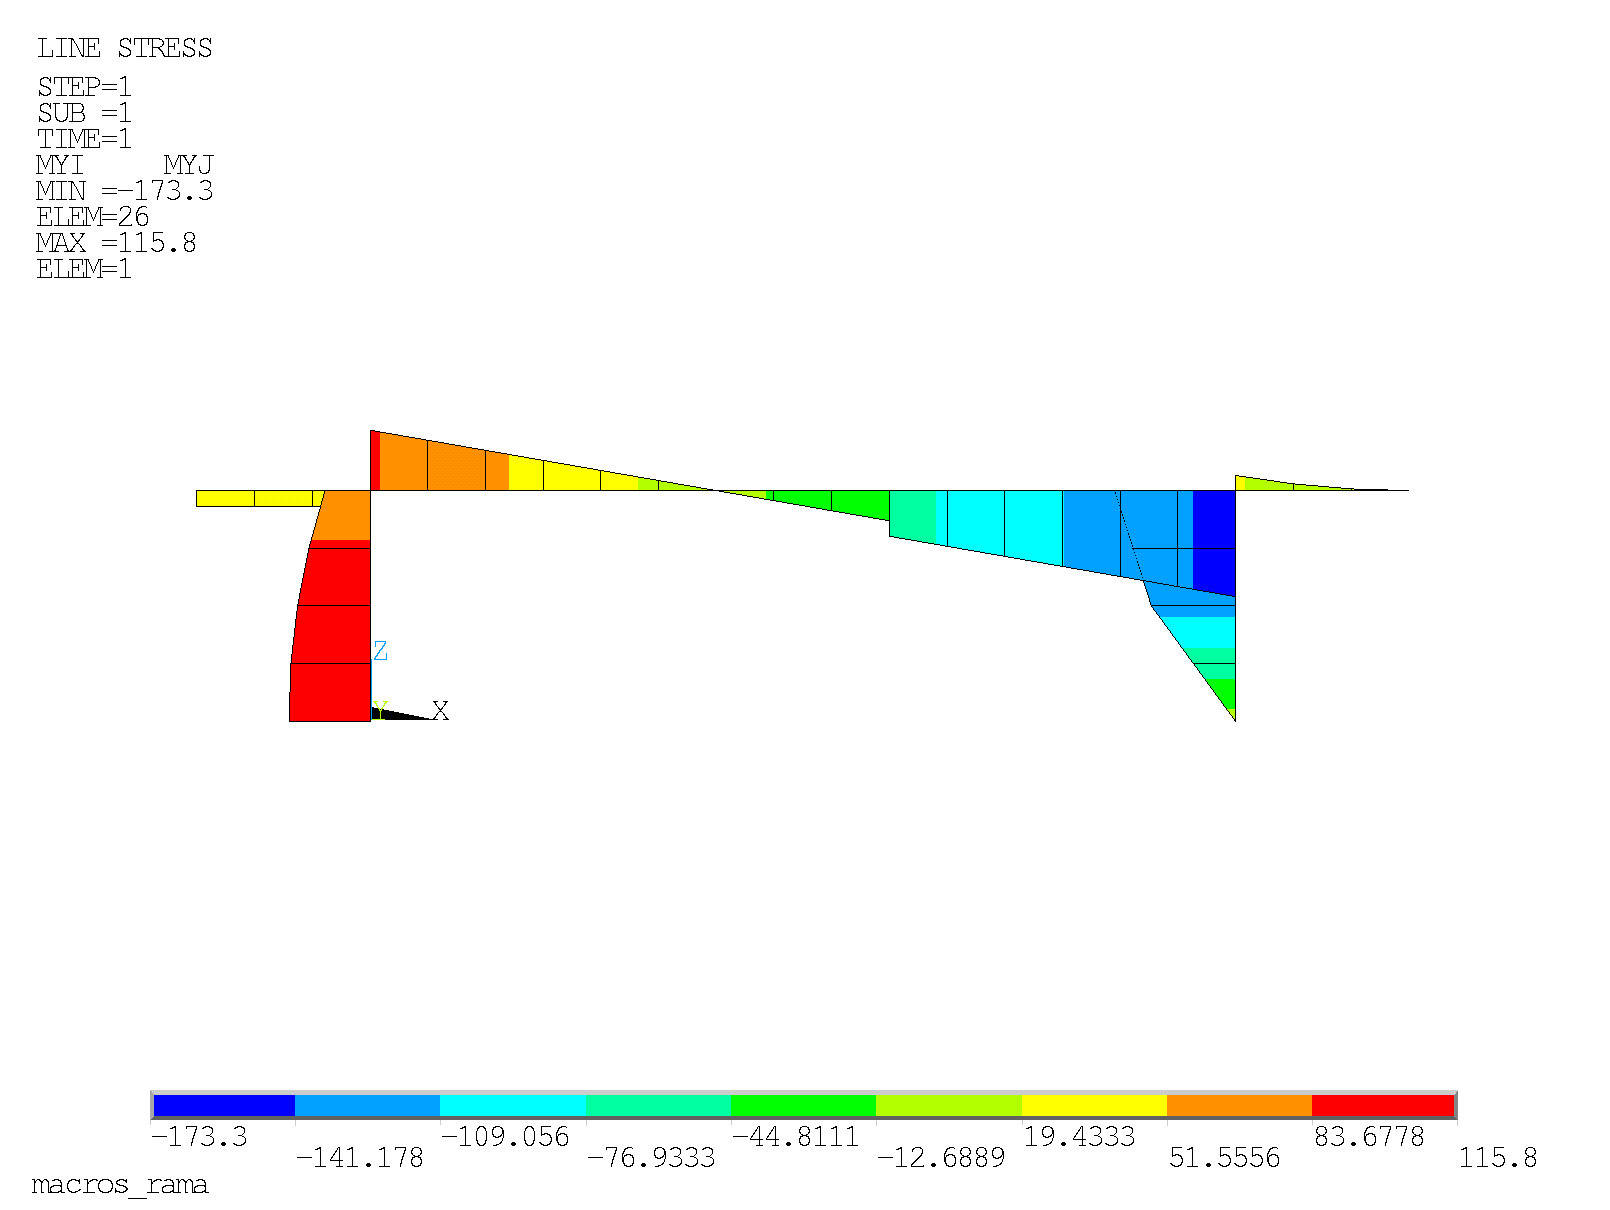 LINE STRESS
STEP=1
SUB =1
TIME=1
MYI     MYJ
MIN =-173.3
ELEM=26
MAX =115.8
ELEM=1
Z
Y X
-173.3 -109.056 -44.8111 19.4333 83.6778
-141.178 -76.9333 -12.6889 51.5556 115.8
macros_rama